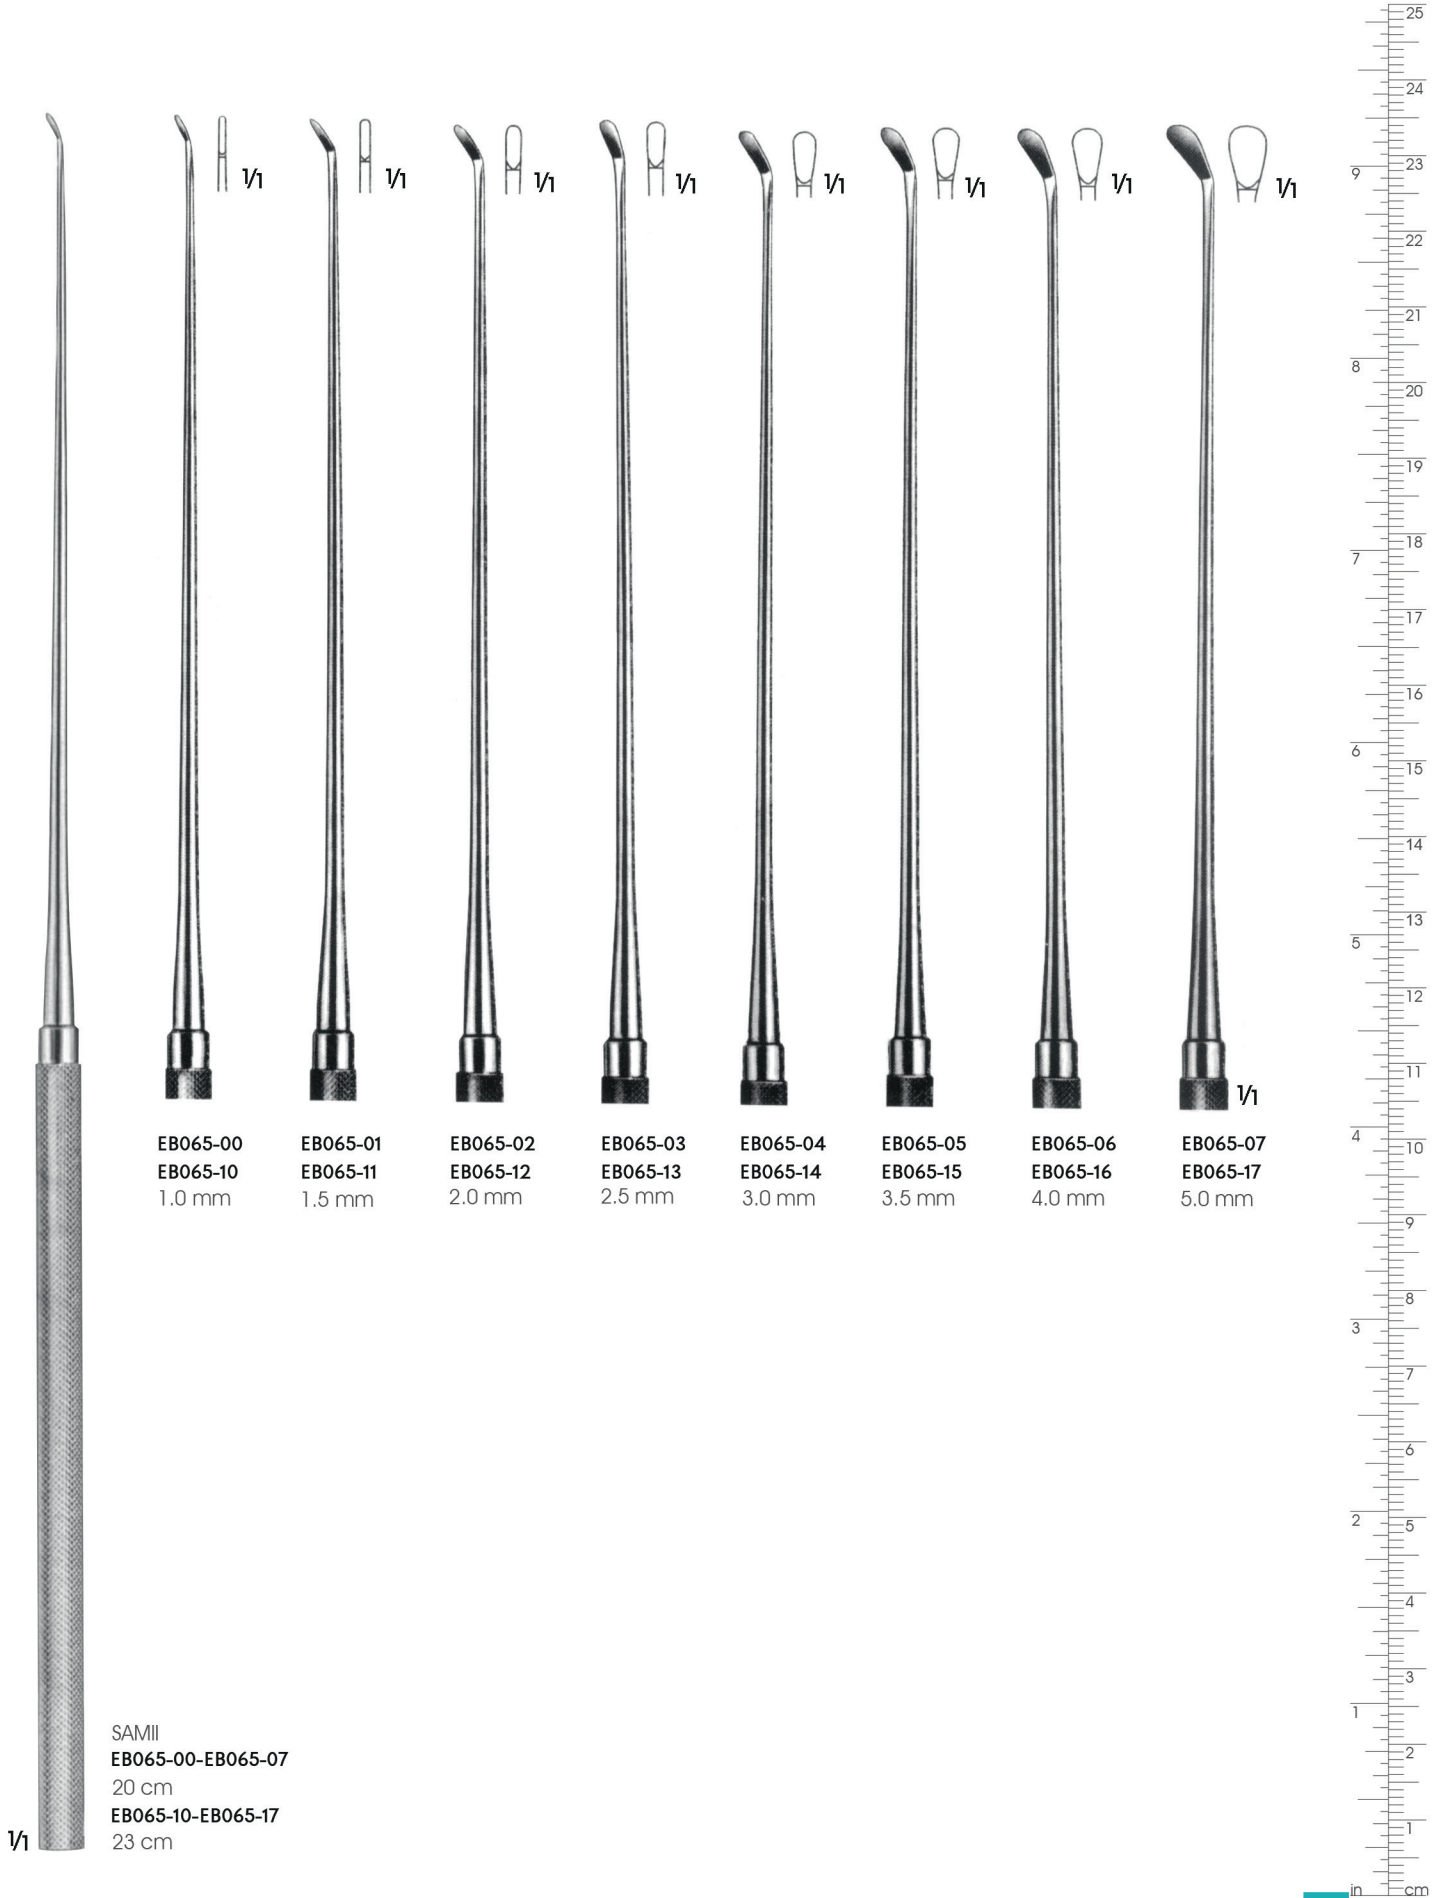 1/1
1/1
1/1
1/1
1/1
1/1
1/1
1/1
1/1
EB065-00
EB065-10
1.0 mm
EB065-01
EB065-11
1.5 mm
EB065-02
EB065-12
2.0 mm
EB065-03
EB065-13
2.5 mm
EB065-04
EB065-14
3.0 mm
EB065-05
EB065-15
3.5 mm
EB065-06
EB065-16
4.0 mm
EB065-07
EB065-17
5.0 mm
SAMII
EB065-00-EB065-07
20 cm
EB065-10-EB065-17
23 cm
1/1
9
8
7
6
5
4
3
2
1
in
25
24
23
22
21
20
19
18
17
16
15
14
13
12
11
10
9
8
7
6
5
4
3
2
1
cm